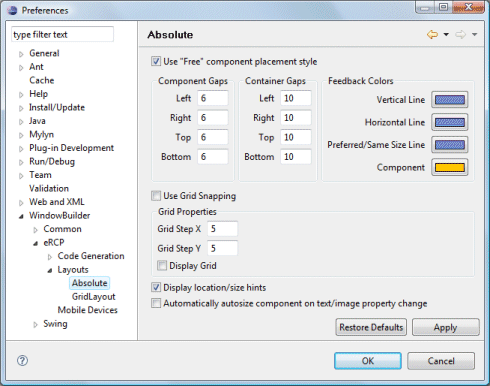 Preferences
type filter text
General
Ant
Cache
Help
Install/Update
Java
Mylyn
Plug-in Development
Run/Debug
Team
Validation
Web and XML
WindowBuilder
Common
eRCP
Code Generation
Layouts
Absolute
GridLayout
Mobile Devices
Swing
Absolute
Use "Free" component placement style
Component Gaps
Left 6
Right 6
Top 6
Bottom 6
Container Gaps
Left 10
Right 10
Top 10
Bottom 10
Feedback Colors
Vertical Line
Horizontal Line
Preferred/Same Size Line
Component
Use Grid Snapping
Grid Properties
Grid Step X 5
Grid Step Y 5
Display Grid
Display location/size hints
Automatically autosize component on text/image property change
Restore Defaults Apply
? OK Cancel